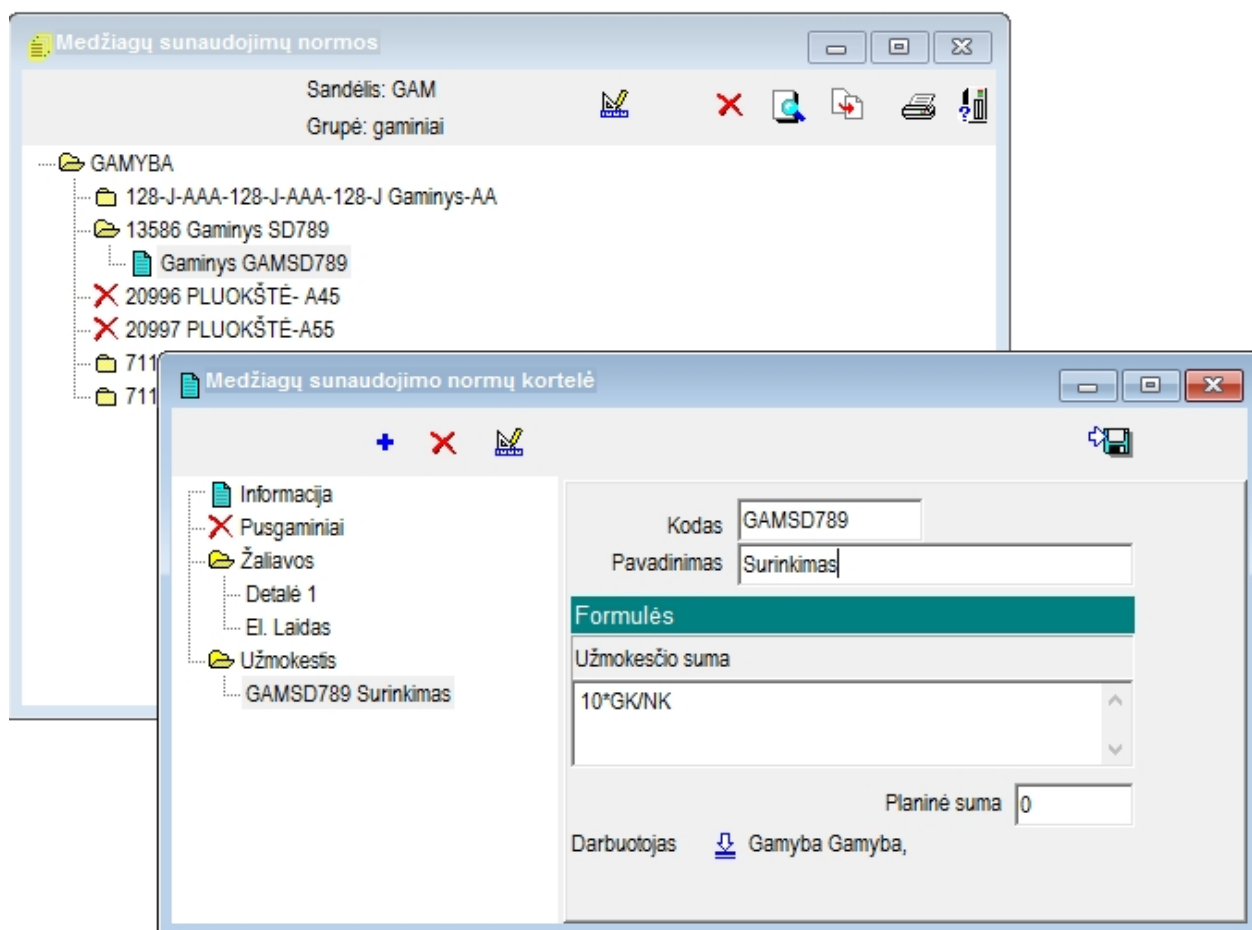 Medžiagų sunaudojimų normos
Sandėlis: GAM
Grupė: gaminiai
GAMYBA
128-J-AAA-128-J-AAA-128-J Gaminys-AA
13586 Gaminys SD789
Gaminys GAMSD789
20996 PLUOKŠTĖ- A45
20997 PLUOKŠTĖ-A55
711
711
Medžiagų sunaudojimo normų kortelė
Informacija
Pusgaminiai
Žaliavos
Detalė 1
El. Laidas
Užmokestis
GAMSD789 Surinkimas
Kodas GAMSD789
Pavadinimas Surinkimas
Formulės
Užmokesčio suma
10*GK/NK
Planinė suma 0
Darbuotojas Gamyba Gamyba,